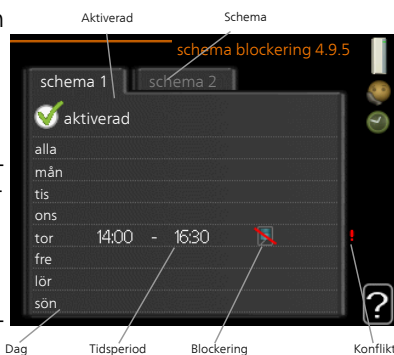 Aktiverad Schema
schema blockering 4.9.5
schema 1 schema 2
aktiverad
alla
mån
tis
ons
tor 14:00 - 16:30 !
fre
lör
sön
?
Dag Tidsperiod Blockering Konflikt